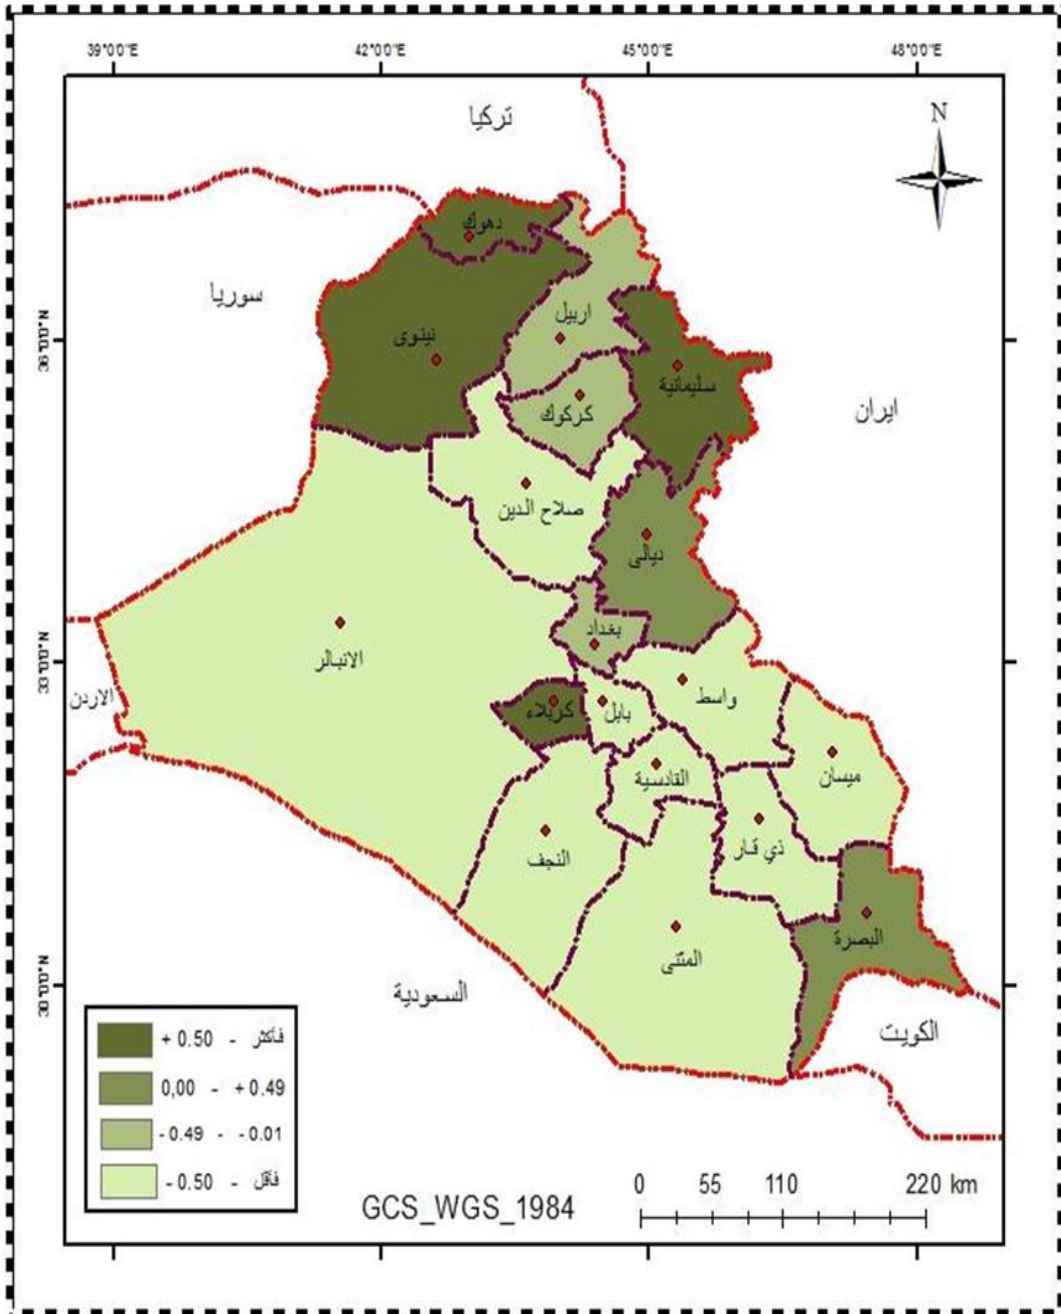 39°0'0"E 42°0'0"E 45°0'0"E 48°0'0"E
تركيا
N
دهوك
سوريا
اربيل
36°0'0"N
نينوى
سليمانية
كركوك
ايران
صلاح الدين
ديالى
بغداد
الانبالر
33°0'0"N
الاردن
واسط
كربلاء
بابل
القادسية
ميسان
النجف
ذي قار
البصرة
المثنى
30°0'0"N
السعودية
الكويت
+ 0.50 - فأكثر
0,00 - + 0.49
- 0.49 - - 0.01
- 0.50 - فأقل
GCS_WGS_1984
0 55 110 220 km